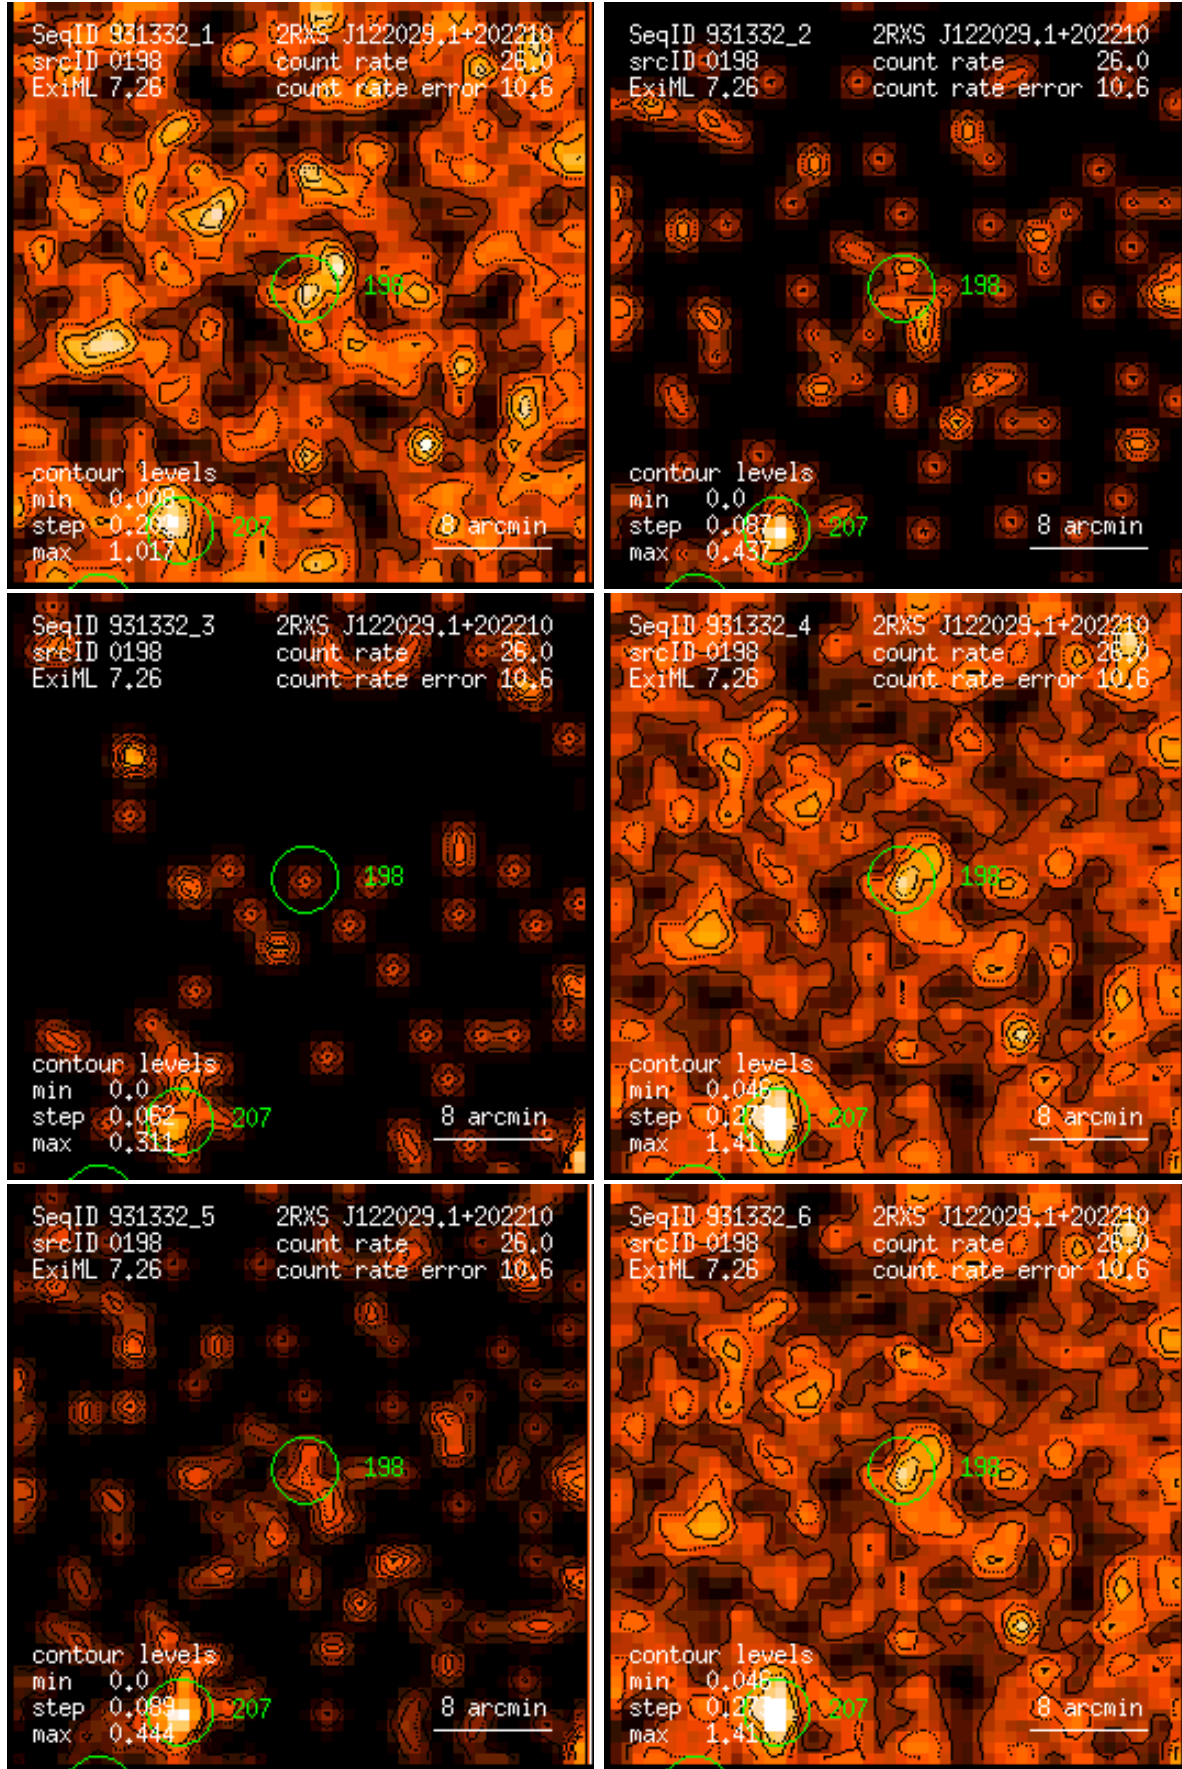 SeqID 931332_1 2RXS J122029.1+202210
srcID 0198 count rate 26.0
ExiML 7.26 count rate error 10.6
198
contour levels
min 0.008
step
max 1.017
207
8 arcmin
SeqID 931332_2 2RXS J122029.1+202210
srcID 0198 count rate 26.0
ExiML 7.26 count rate error 10.6
198
contour levels
min 0.0
step 0.087
max 0.437
207
8 arcmin
SeqID 931332_3 2RXS J122029.1+202210
srcID 0198 count rate 26.0
ExiML 7.26 count rate error 10.6
198
contour levels
min 0.0
step 0.062
max 0.311
207
8 arcmin
SeqID 931332_4 2RXS J122029.1+202210
srcID 0198 count rate 26.0
ExiML 7.26 count rate error 10.6
198
contour levels
min 0.046
step
max
207
8 arcmin
SeqID 931332_5 2RXS J122029.1+202210
srcID 0198 count rate 26.0
ExiML 7.26 count rate error 10.6
198
contour levels
min 0.0
step 0.089
max 0.444
207
8 arcmin
SeqID 931332_6 2RXS J122029.1+202210
srcID 0198 count rate 26.0
ExiML 7.26 count rate error 10.6
198
contour levels
min 0.046
step
max
207
8 arcmin